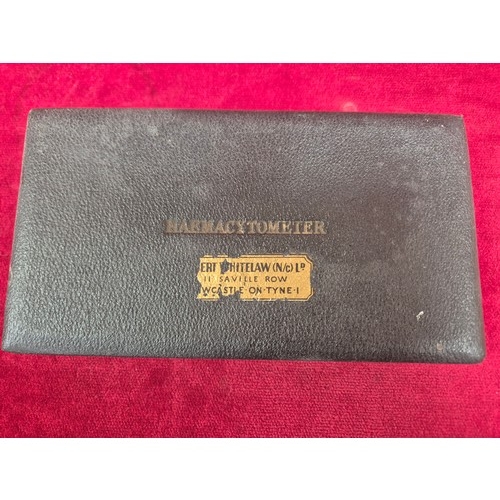 HAEMACYTOMETER
ERT WHITELAW (N/C) Lᴰ
11 SAVILLE ROW
WCASTLE-ON-TYNE·1